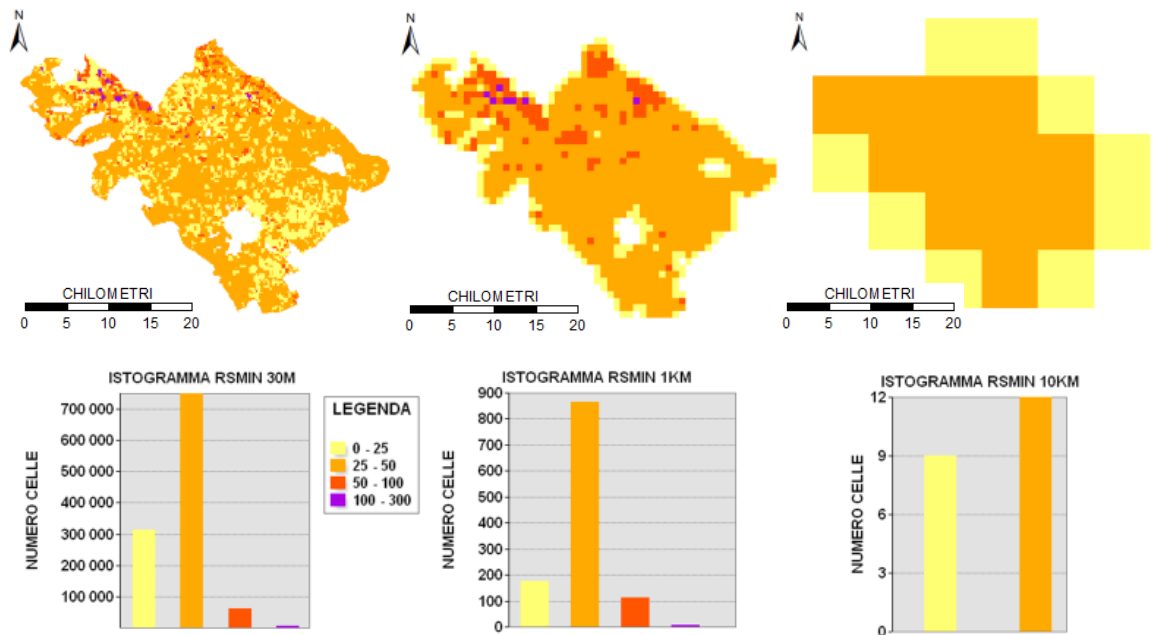 N
N
N
CHILOMETRI
0 5 10 15 20
CHILOMETRI
0 5 10 15 20
CHILOMETRI
0 5 10 15 20
ISTOGRAMMA RSMIN 30M
NUMERO CELLE
700 000
600 000
500 000
400 000
300 000
200 000
100 000
LEGENDA
0 - 25
25 - 50
50 - 100
100 - 300
ISTOGRAMMA RSMIN 1KM
NUMERO CELLE
900
800
700
600
500
400
300
200
100
0
ISTOGRAMMA RSMIN 10KM
NUMERO CELLE
12
9
6
3
0